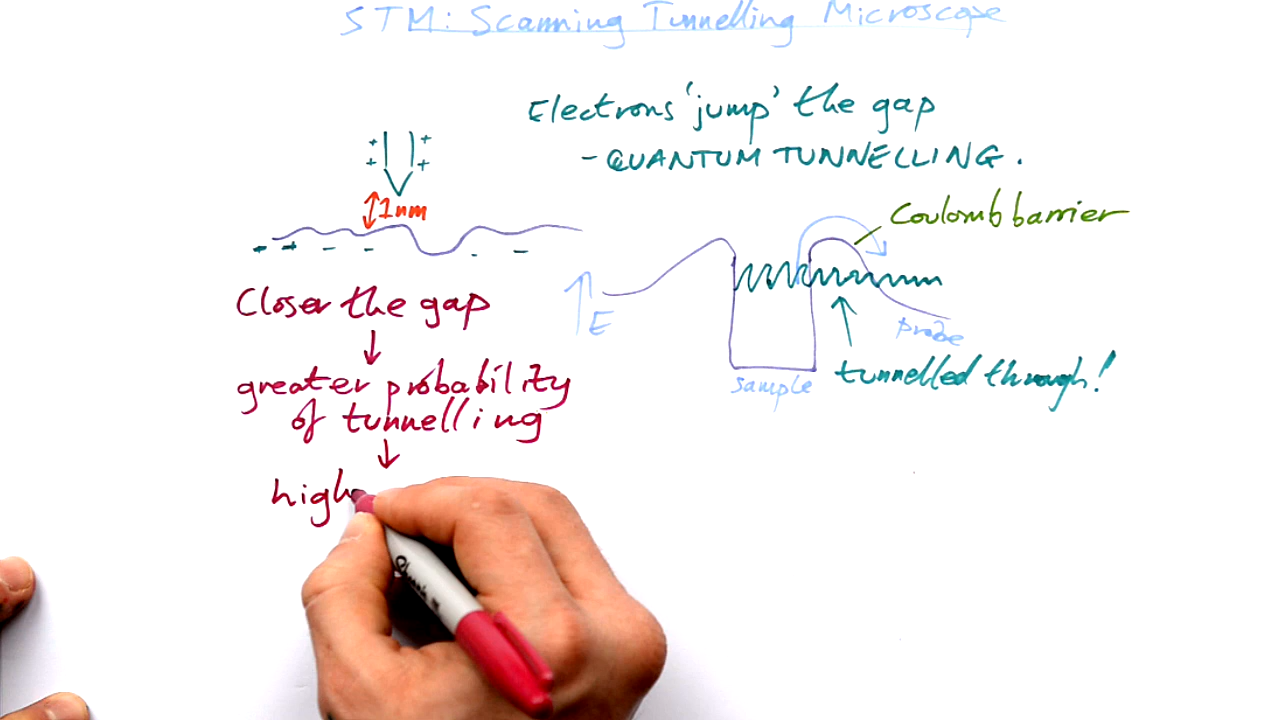 STM: Scanning Tunnelling Microscope
Electrons 'jump' the gap
- QUANTUM TUNNELLING.
+ +
+ +
1nm
Coulomb barrier
Closer the gap
E
probe
greater probability
of tunnelling
sample
tunnelled through!
high
Sharpie